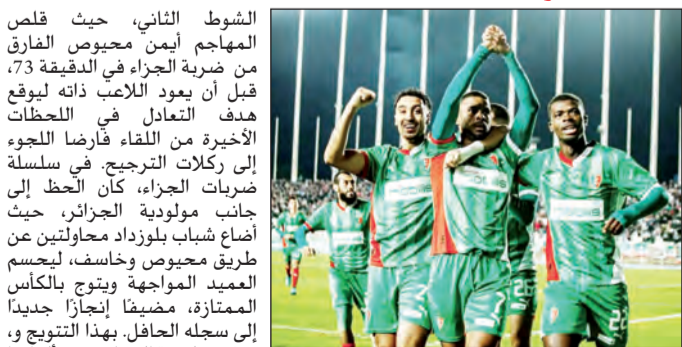 الشوط الثاني، حيث قلص
المهاجم أيمن محيوص الفارق
من ضربة الجزاء في الدقيقة 73،
قبل أن يعود اللاعب ذاته ليوقع
هدف التعادل في اللحظات
الأخيرة من اللقاء فارضا اللجوء
إلى ركلات الترجيح. في سلسلة
ضربات الجزاء، كان الحظ إلى
جانب مولودية الجزائر، حيث
أضاع شباب بلوزداد محاولتين عن
طريق محيوص وخاسف، ليحسم
العميد المواجهة ويتوج بالكأس
الممتازة، مضيفًا إنجازًا جديدًا
إلى سجله الحافل. بهذا التتويج و،